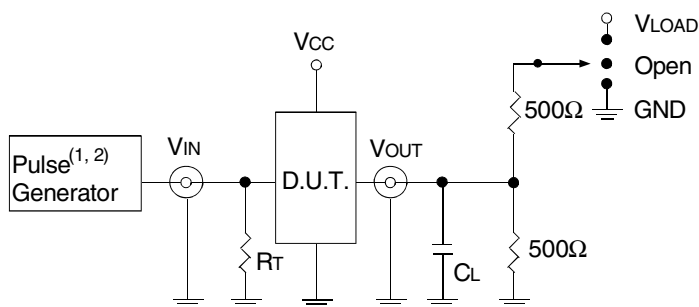 VLOAD
VCC
Open
500Ω
GND
VIN
VOUT
Pulse(1, 2)
Generator
D.U.T.
RT
CL
500Ω